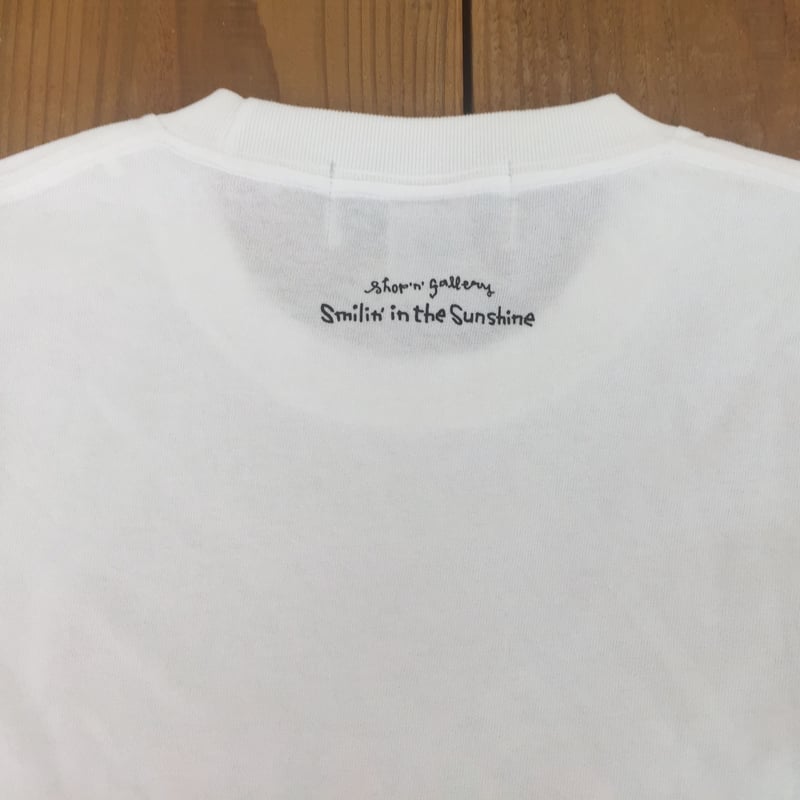 shop'n' gallery
Smilin' in the Sunshine